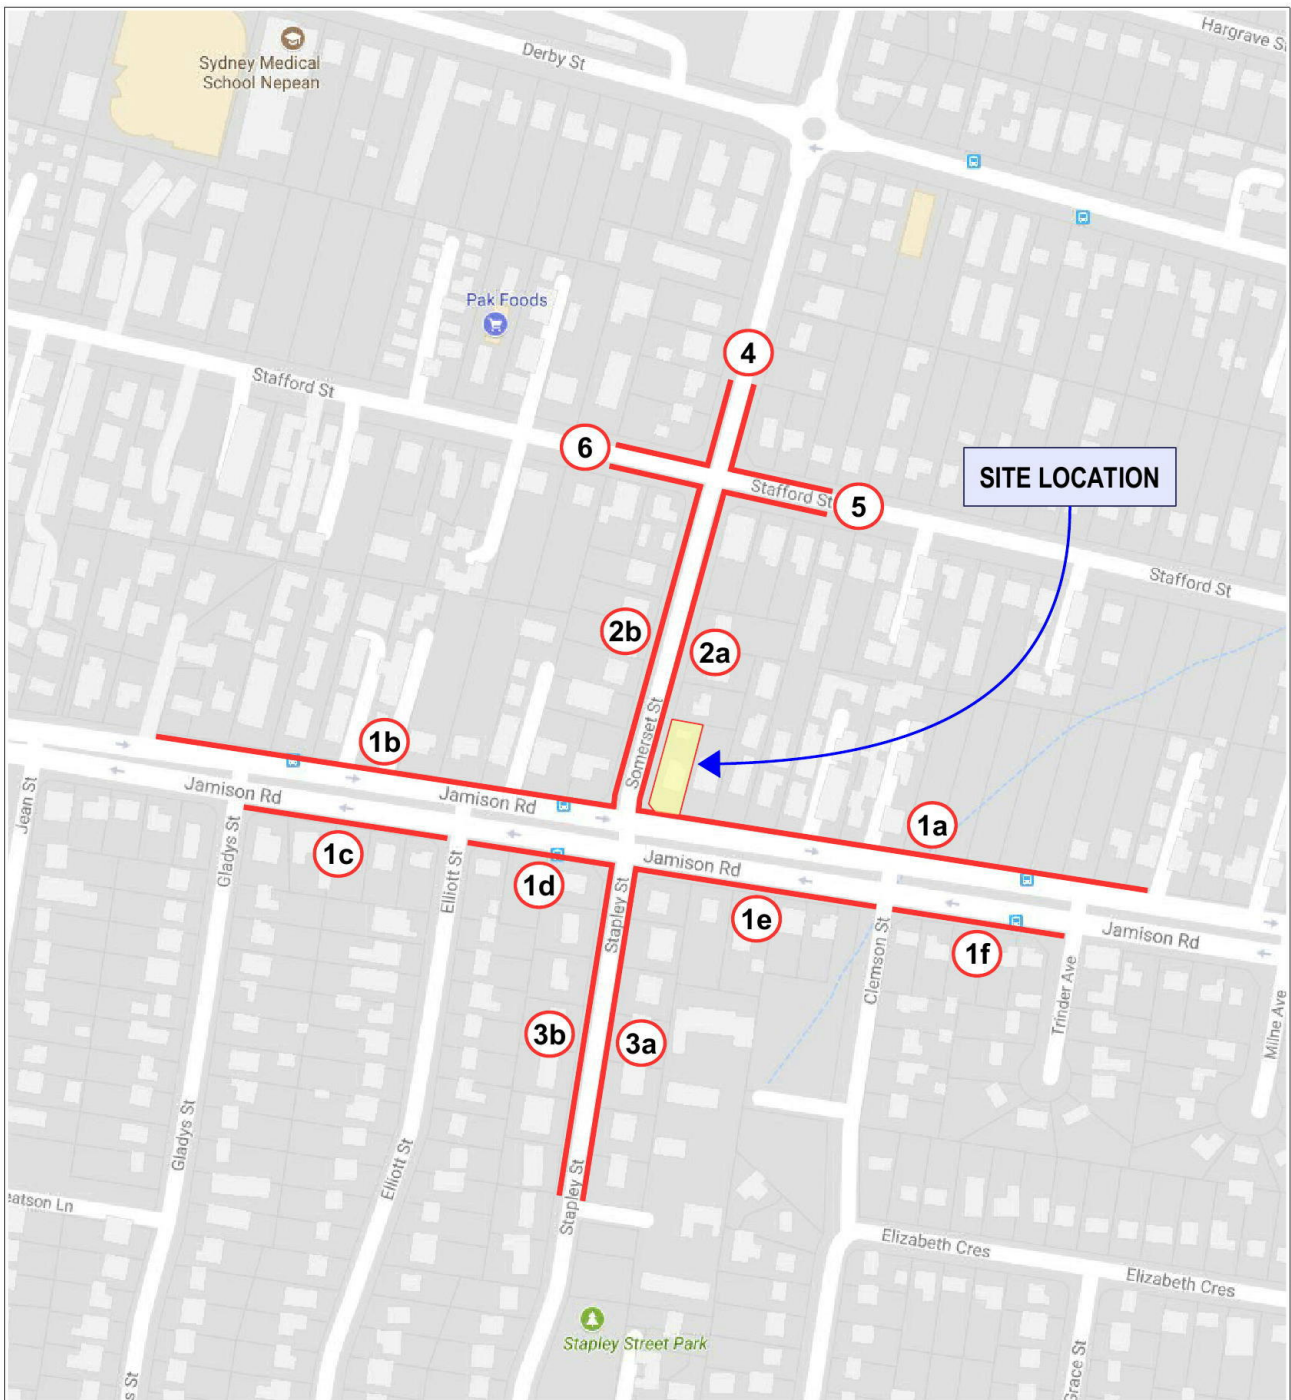 Hargrave S
Derby St
Sydney Medical
School Nepean
Pak Foods
4
Stafford St
6
SITE LOCATION
Stafford St
5
Stafford St
2b
2a
Somerset St
1b
Jamison Rd
Jamison Rd
1a
Jean St
Gladys St
1c
Elliott St
1d
Jamison Rd
Stapley St
1e
Clemson St
1f
Jamison Rd
Trinder Ave
Milne Ave
3b
3a
Gladys St
Elliott St
Stapley St
eatson Ln
Elizabeth Cres
Elizabeth Cres
Stapley Street Park
Grace St
s St